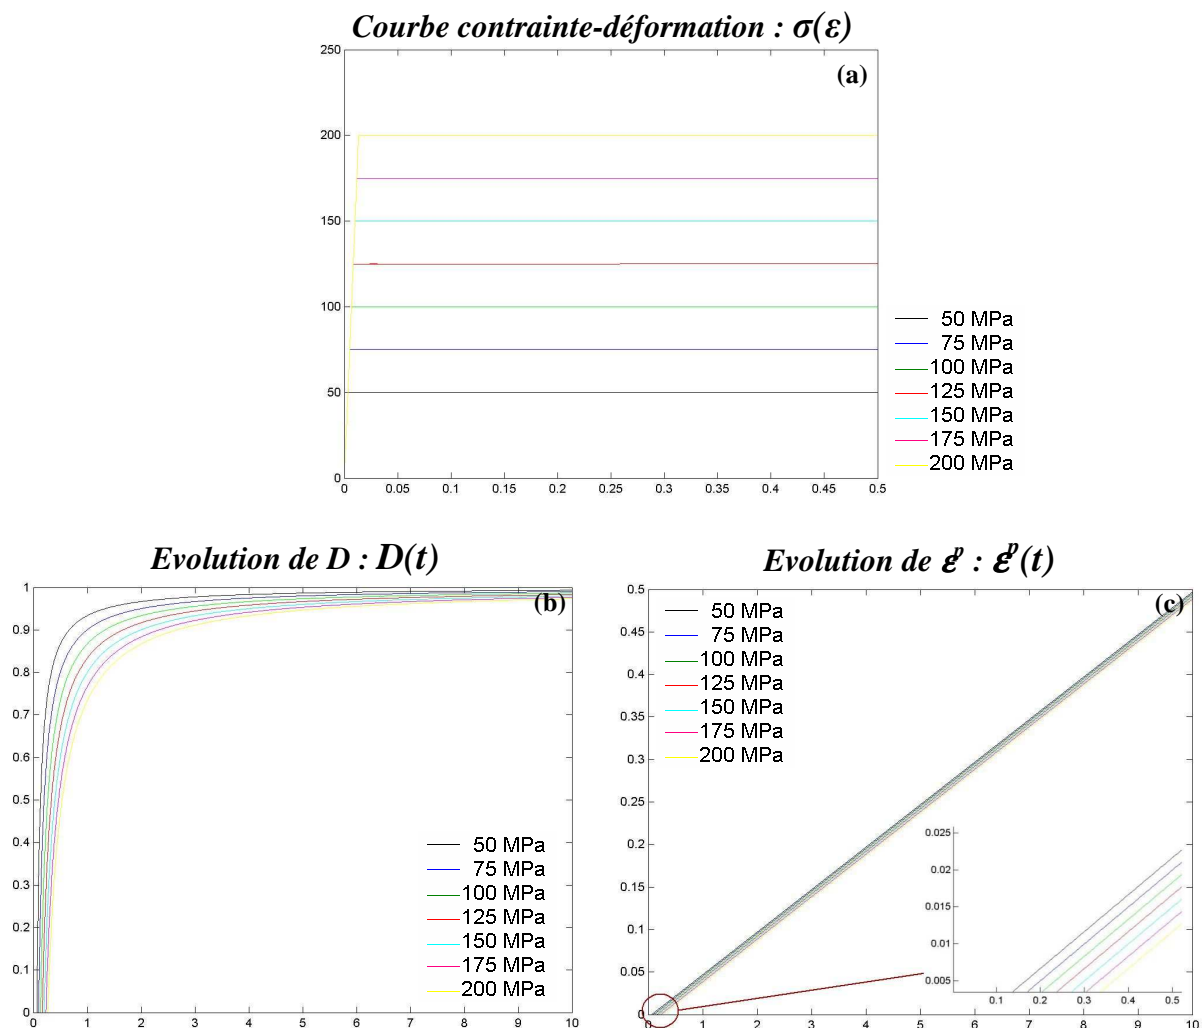 Courbe contrainte-déformation : σ(ε)
(a)
250
200
150
100
50
0
0 0.05 0.1 0.15 0.2 0.25 0.3 0.35 0.4 0.45 0.5
50 MPa
75 MPa
100 MPa
125 MPa
150 MPa
175 MPa
200 MPa
Evolution de D : D(t)
(b)
1
0.9
0.8
0.7
0.6
0.5
0.4
0.3
0.2
0.1
0
0 1 2 3 4 5 6 7 8 9 10
50 MPa
75 MPa
100 MPa
125 MPa
150 MPa
175 MPa
200 MPa
Evolution de εᵖ : εᵖ(t)
(c)
0.5
0.45
0.4
0.35
0.3
0.25
0.2
0.15
0.1
0.05
0
0 1 2 3 4 5 6 7 8 9 10
50 MPa
75 MPa
100 MPa
125 MPa
150 MPa
175 MPa
200 MPa
0.025
0.02
0.015
0.01
0.005
0.1 0.2 0.3 0.4 0.5